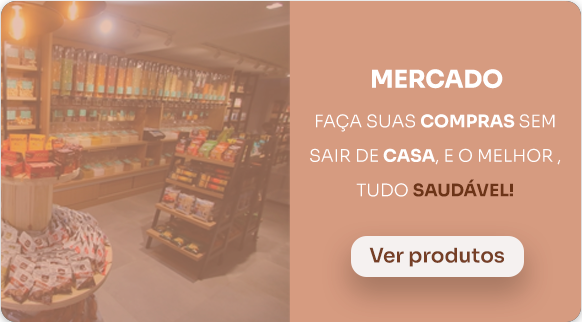 MERCADO
FAÇA SUAS COMPRAS SEM
SAIR DE CASA, E O MELHOR ,
TUDO SAUDÁVEL!
Ver produtos